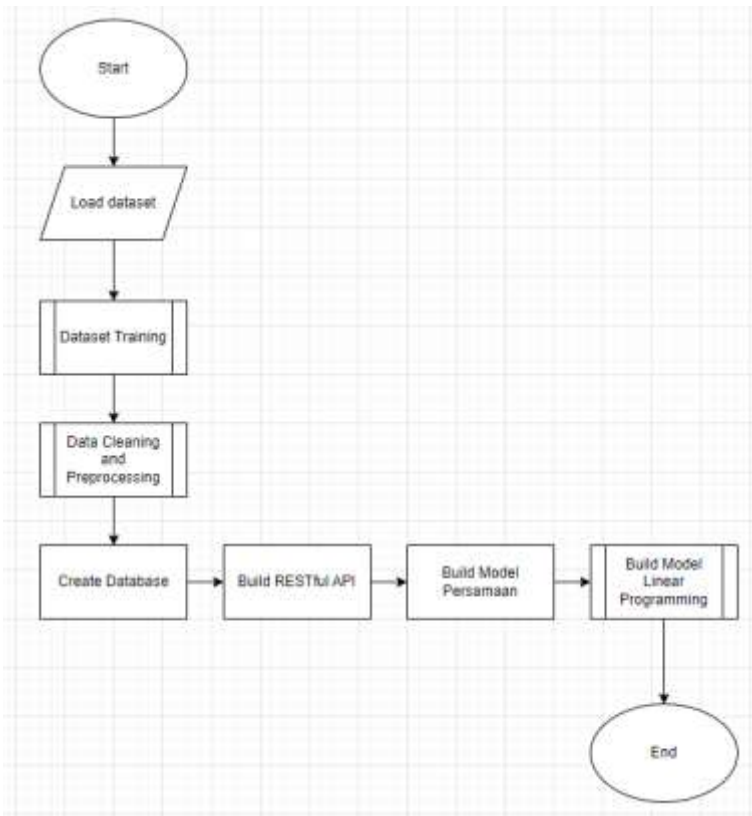 Start
Load dataset
Dataset Training
Data Cleaning
and
Preprocessing
Create Database
Build RESTful API
Build Model
Persamaan
Build Model
Linear
Programming
End